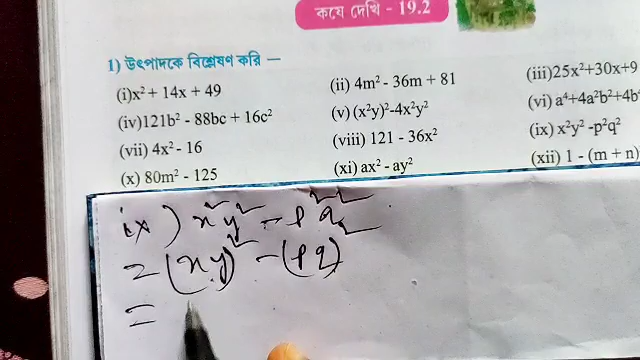 কষে দেখি - 19.2
1) উৎপাদকে বিশ্লেষণ করি —
(i)x² + 14x + 49 (ii) 4m² - 36m + 81 (iii)25x²+30x+9
(iv)121b² - 88bc + 16c² (v) (x²y)²-4x²y² (vi) a⁴+4a²b²+4b⁴
(vii) 4x² - 16 (viii) 121 - 36x² (ix) x²y² -p²q²
(x) 80m² - 125 (xi) ax² - ay² (xii) 1 - (m + n)
ix) x²y² - p²q²
= (xy)² - (pq)²
=